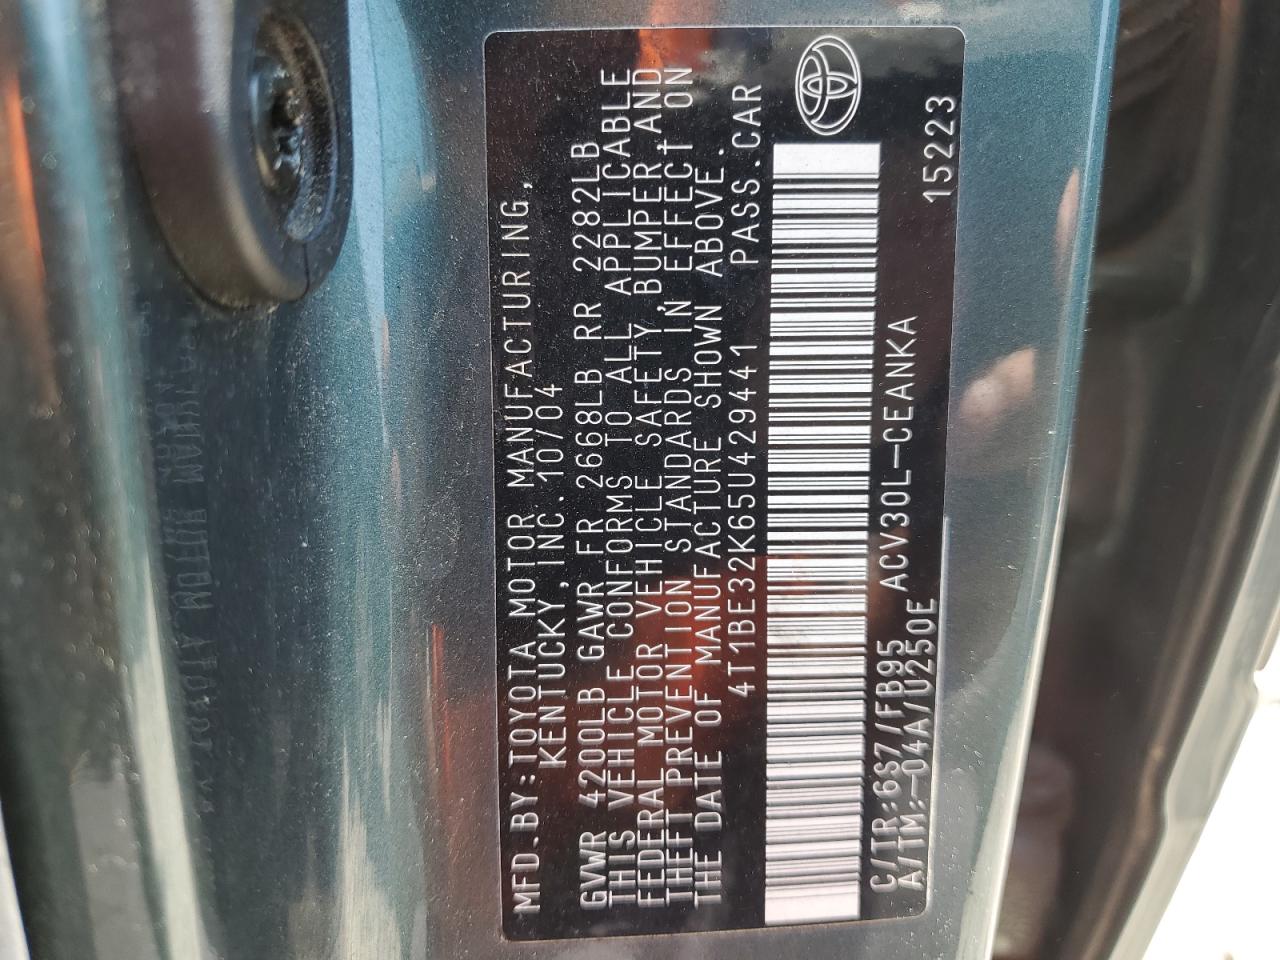 MFD.BY:TOYOTA MOTOR MANUFACTURING,
KENTUCKY,INC.10/04
GVWR 4200LB GAWR FR 2668LB RR 2282LB
THIS VEHICLE CONFORMS TO ALL APPLICABLE
FEDERAL MOTOR VEHICLE SAFETY,BUMPER,AND
THEFT PREVENTION STANDARDS IN EFFECT ON
THE DATE OF MANUFACTURE SHOWN ABOVE.
4T1BE32K65U429441 PASS.CAR
C/TR:6S7/FB95 ACV30L-CEANKA
A/TM:-04A/U250E 15223